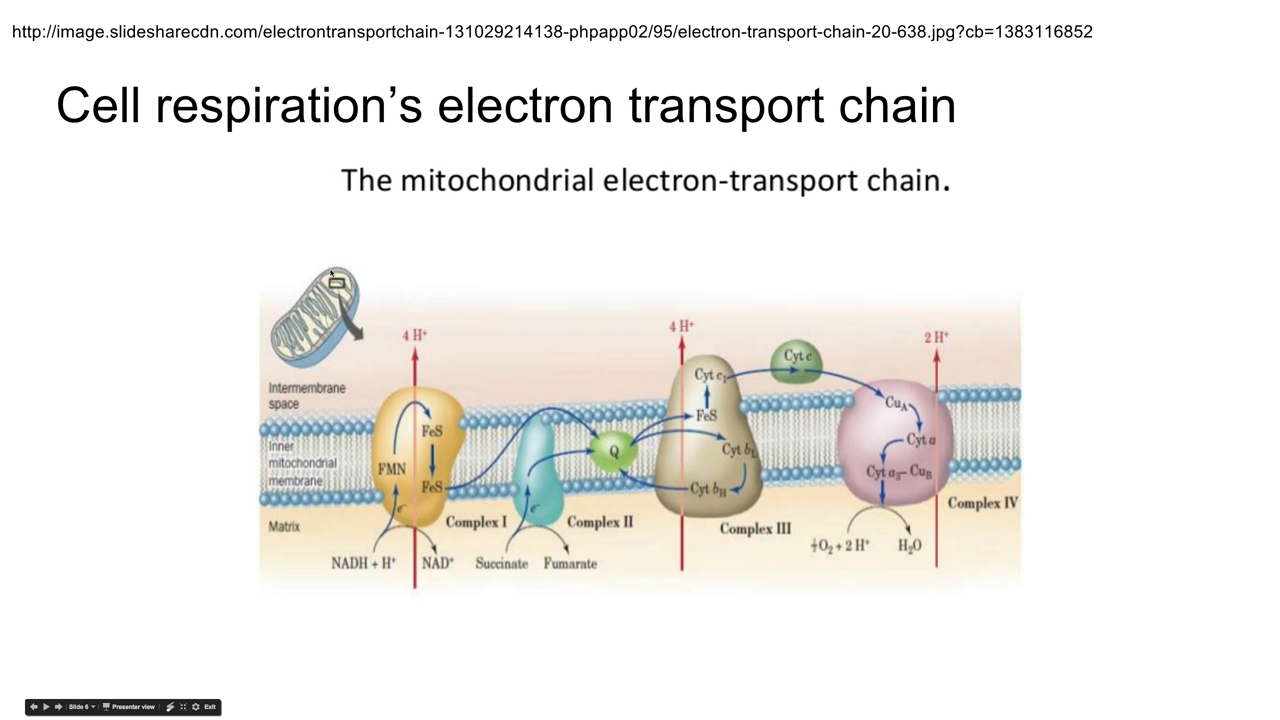 http://image.slidesharecdn.com/electrontransportchain-131029214138-phpapp02/95/electron-transport-chain-20-638.jpg?cb=1383116852
Cell respiration’s electron transport chain
The mitochondrial electron-transport chain.
4 H⁺
4 H⁺
2 H⁺
Cyt c
Cyt c₁
Intermembrane
space
CuA
FeS
FeS
Cyt a
Inner
mitochondrial
membrane
Q
Cyt bL
FMN
Cyt a₃– CuB
FeS
Cyt bH
e⁻
e⁻
Complex IV
Matrix
Complex I
Complex II
Complex III
½O₂ + 2 H⁺
H₂O
NADH + H⁺
NAD⁺
Succinate
Fumarate
Slide 6
Presenter view
Exit